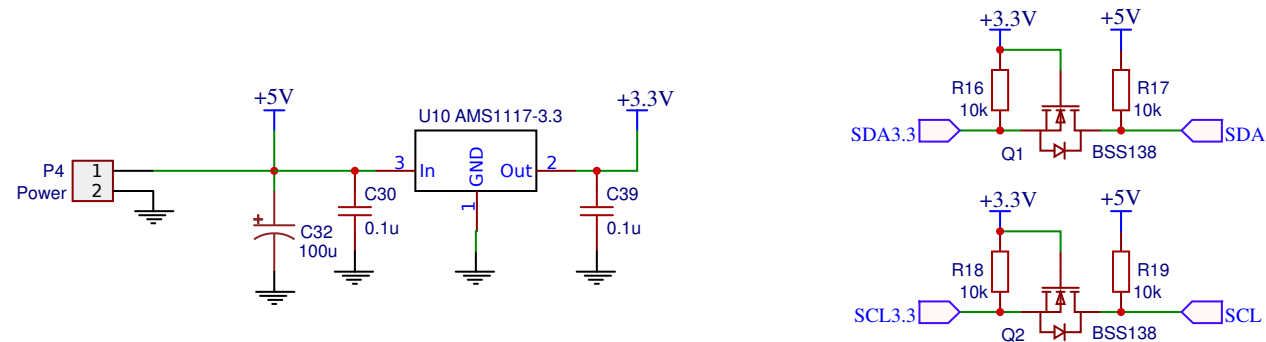 +5V
U10 AMS1117-3.3
+3.3V
P4
Power
1
2
3
In
GND
Out
2
1
C32
100u
C30
0.1u
C39
0.1u
+3.3V
+5V
R16
10k
R17
10k
SDA3.3
SDA
Q1
BSS138
+3.3V
+5V
R18
10k
R19
10k
SCL3.3
SCL
Q2
BSS138